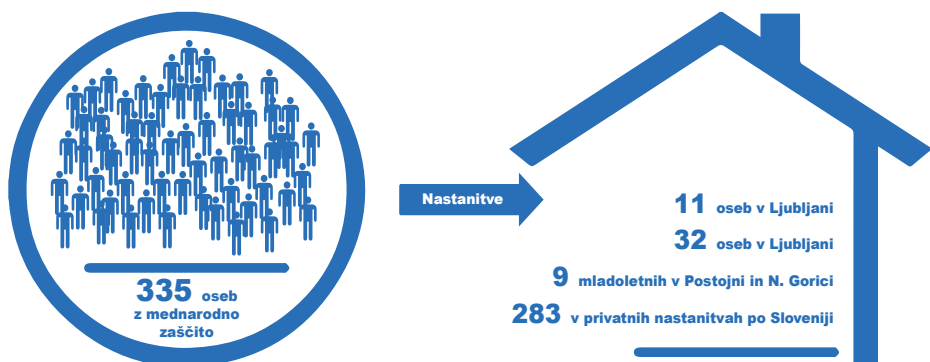 335 oseb
z mednarodno
zaščito
Nastanitve
11 oseb v Ljubljani
32 oseb v Ljubljani
9 mladoletnih v Postojni in N. Gorici
283 v privatnih nastanitvah po Sloveniji